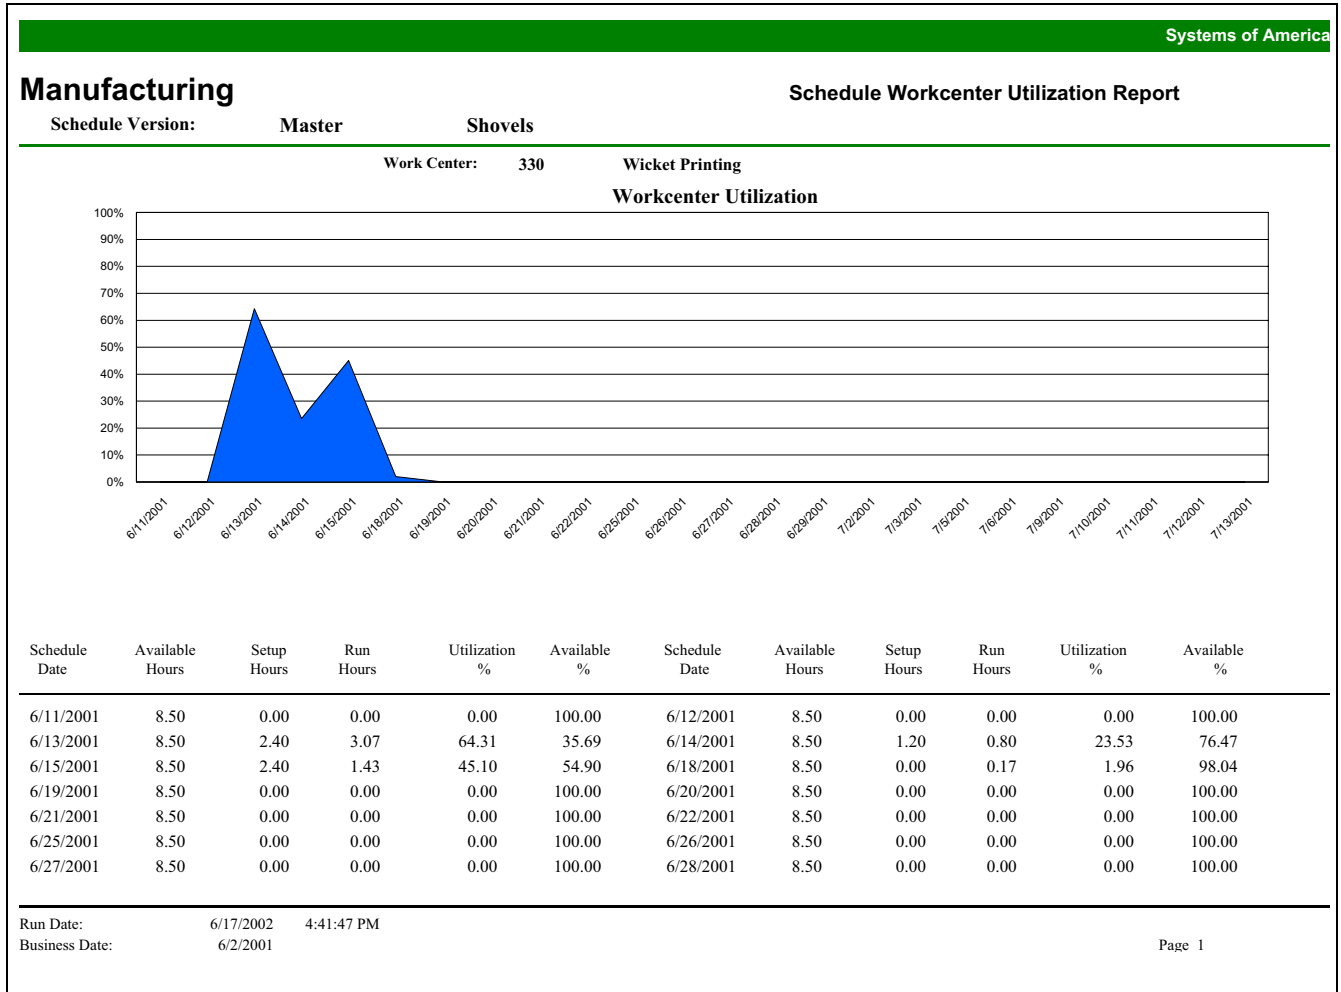 Systems of America
Manufacturing Schedule Workcenter Utilization Report
Schedule Version: Master Shovels
Work Center: 330 Wicket Printing
Workcenter Utilization
100%
90%
80%
70%
60%
50%
40%
30%
20%
10%
0%
6/11/2001 6/12/2001 6/13/2001 6/14/2001 6/15/2001 6/18/2001 6/19/2001 6/20/2001 6/21/2001 6/22/2001 6/25/2001 6/26/2001 6/27/2001 6/28/2001 6/29/2001 7/2/2001 7/3/2001 7/5/2001 7/6/2001 7/9/2001 7/10/2001 7/11/2001 7/12/2001 7/13/2001
Schedule Available Setup Run Utilization Available Schedule Available Setup Run Utilization Available
Date Hours Hours Hours % % Date Hours Hours Hours % %
6/11/2001 8.50 0.00 0.00 0.00 100.00 6/12/2001 8.50 0.00 0.00 0.00 100.00
6/13/2001 8.50 2.40 3.07 64.31 35.69 6/14/2001 8.50 1.20 0.80 23.53 76.47
6/15/2001 8.50 2.40 1.43 45.10 54.90 6/18/2001 8.50 0.00 0.17 1.96 98.04
6/19/2001 8.50 0.00 0.00 0.00 100.00 6/20/2001 8.50 0.00 0.00 0.00 100.00
6/21/2001 8.50 0.00 0.00 0.00 100.00 6/22/2001 8.50 0.00 0.00 0.00 100.00
6/25/2001 8.50 0.00 0.00 0.00 100.00 6/26/2001 8.50 0.00 0.00 0.00 100.00
6/27/2001 8.50 0.00 0.00 0.00 100.00 6/28/2001 8.50 0.00 0.00 0.00 100.00
Run Date: 6/17/2002 4:41:47 PM
Business Date: 6/2/2001 Page 1